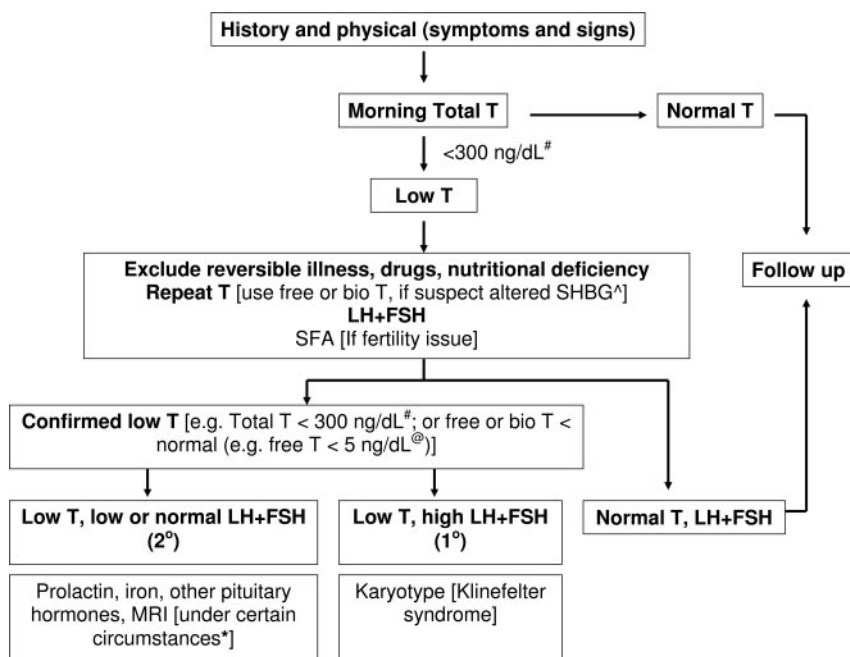 History and physical (symptoms and signs)
Morning Total T
Normal T
<300 ng/dL#
Low T
Exclude reversible illness, drugs, nutritional deficiency
Repeat T [use free or bio T, if suspect altered SHBG^]
LH+FSH
SFA [If fertility issue]
Follow up
Confirmed low T [e.g. Total T < 300 ng/dL#; or free or bio T <
normal (e.g. free T < 5 ng/dL@)]
Low T, low or normal LH+FSH
(2o)
Low T, high LH+FSH
(1o)
Normal T, LH+FSH
Prolactin, iron, other pituitary
hormones, MRI [under certain
circumstances*]
Karyotype [Klinefelter
syndrome]